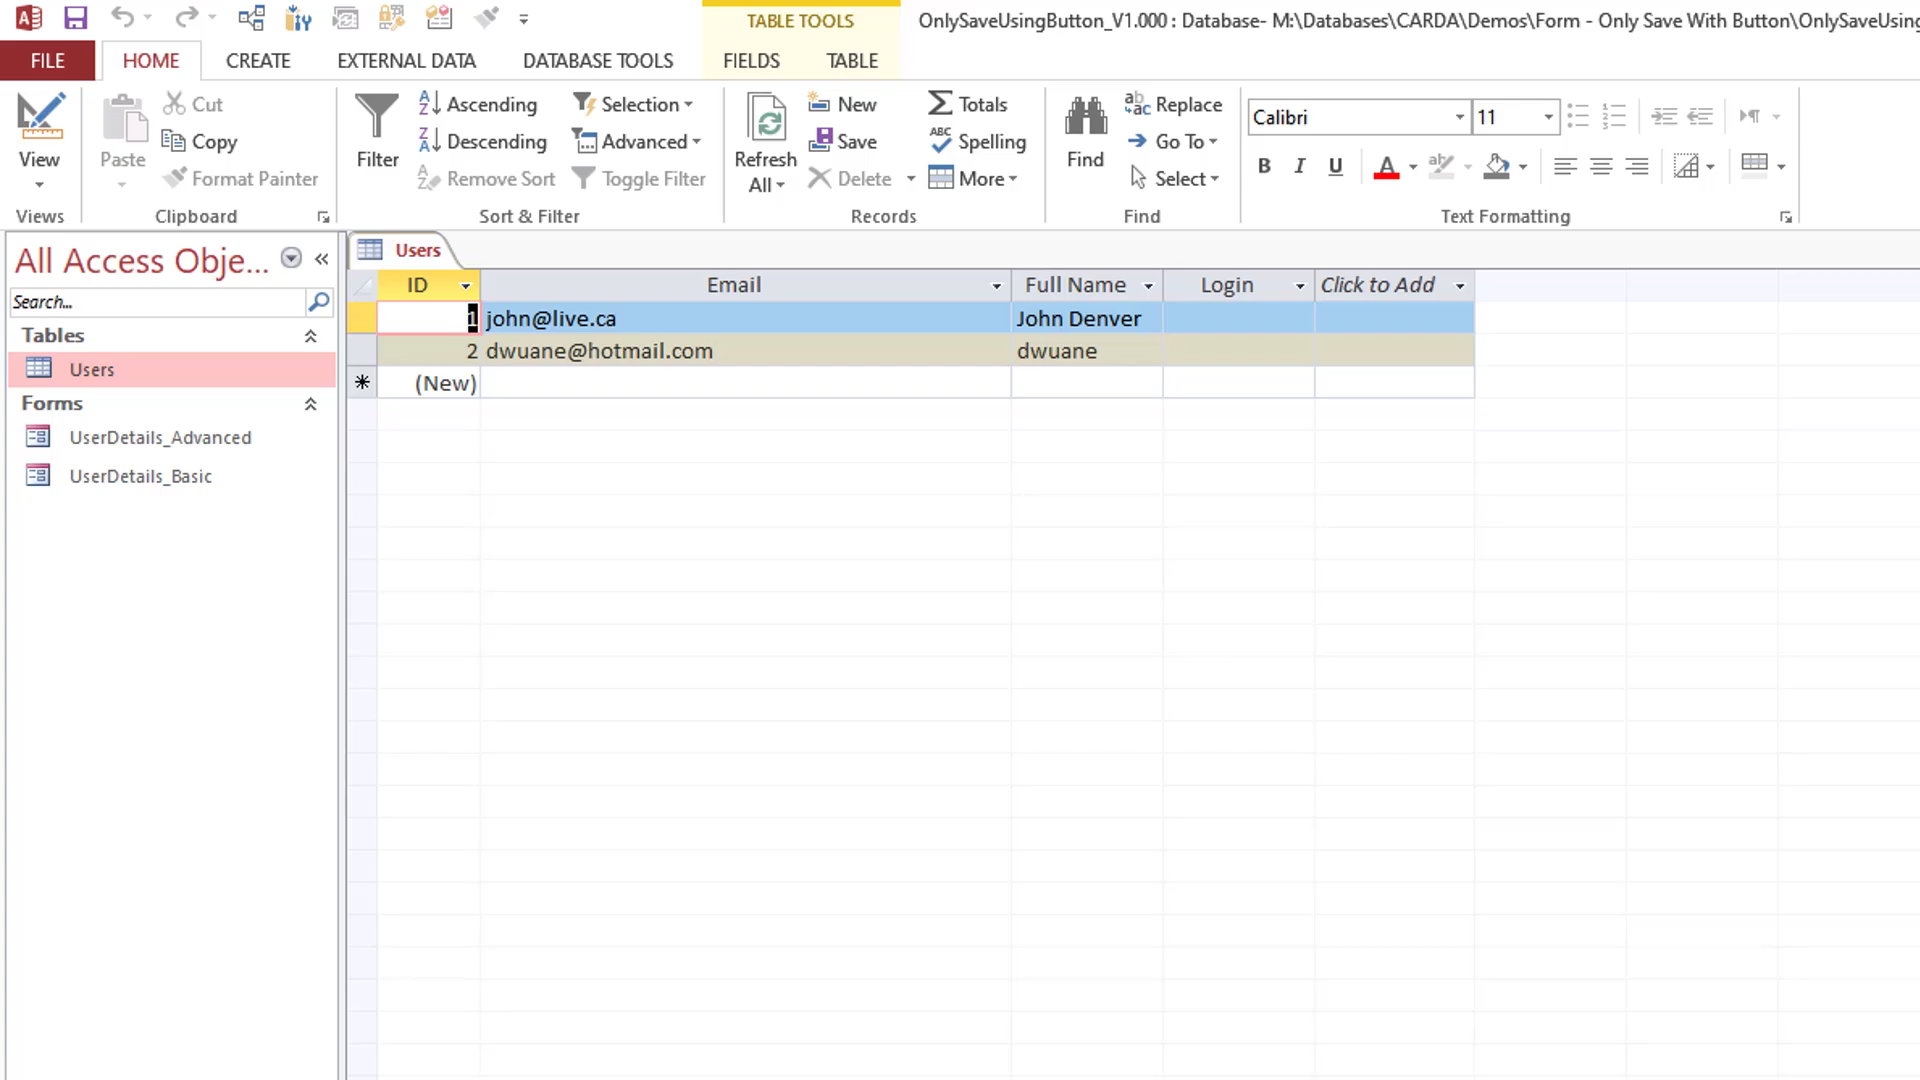 TABLE TOOLS
OnlySaveUsingButton_V1.000 : Database- M:\Databases\CARDA\Demos\Form - Only Save With Button\OnlySaveUsing
FILE HOME CREATE EXTERNAL DATA DATABASE TOOLS FIELDS TABLE
View
Views
Paste
Cut
Copy
Format Painter
Clipboard
Filter
Ascending
Descending
Remove Sort
Selection
Advanced
Toggle Filter
Sort & Filter
Refresh
All
New
Save
Delete
Totals
ABC
Spelling
More
Records
Find
Replace
Go To
Select
Find
Calibri 11
B I U A
Text Formatting
All Access Obje...
Search...
Tables
Users
Forms
UserDetails_Advanced
UserDetails_Basic
Users
ID Email Full Name Login Click to Add
1 john@live.ca John Denver
2 dwuane@hotmail.com dwuane
(New)